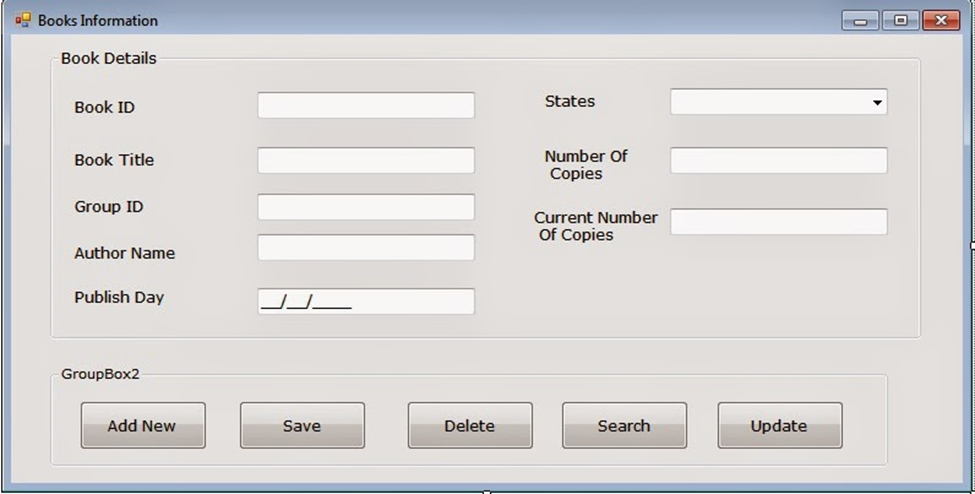 Books Information
Book Details
Book ID
Book Title
Group ID
Author Name
Publish Day
__/__/____
States
Number Of
Copies
Current Number
Of Copies
GroupBox2
Add New
Save
Delete
Search
Update